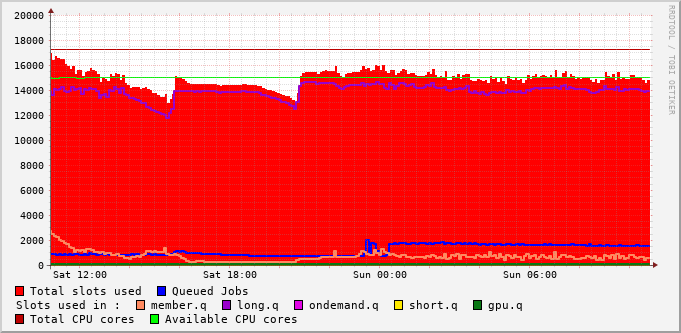 20000
18000
16000
14000
12000
10000
8000
6000
4000
2000
0
Sat 12:00 Sat 18:00 Sun 00:00 Sun 06:00
RRDTOOL / TOBI OETIKER
Total slots used Queued Jobs
Slots used in : member.q long.q ondemand.q short.q gpu.q
Total CPU cores Available CPU cores